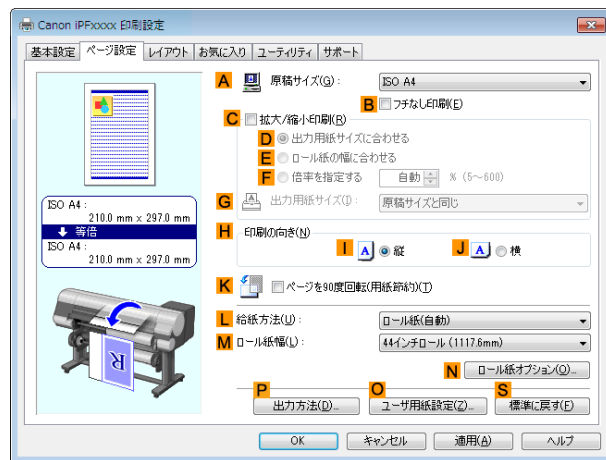 Canon iPFxxxx 印刷設定
基本設定 ページ設定 レイアウト お気に入り ユーティリティ サポート
A 原稿サイズ(G)： ISO A4
B フチなし印刷(E)
C 拡大/縮小印刷(R)
D 出力用紙サイズに合わせる
E ロール紙の幅に合わせる
F 倍率を指定する 自動 % (5～600)
G A 出力用紙サイズ(I)： 原稿サイズと同じ
ISO A4：
210.0 mm x 297.0 mm
等倍
ISO A4：
210.0 mm x 297.0 mm
H 印刷の向き(N)
I A 縦 J A 横
K ページを90度回転(用紙節約)(T)
R
L 給紙方法(U)： ロール紙(自動)
M ロール紙幅(L)： 44インチロール (1117.6mm)
N ロール紙オプション(O)...
P O S
出力方法(D)... ユーザ用紙設定(Z)... 標準に戻す(F)
OK キャンセル 適用(A) ヘルプ